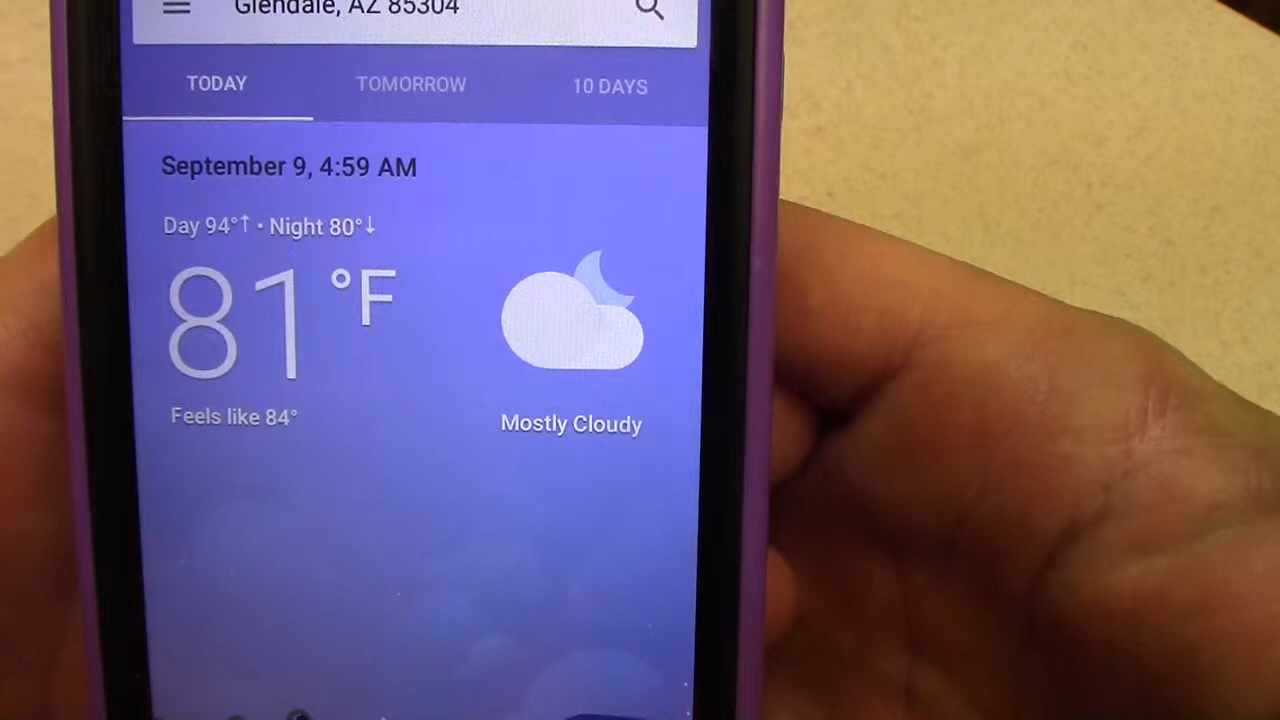 Glendale, AZ 85304
TODAY TOMORROW 10 DAYS
September 9, 4:59 AM
Day 94°↑ · Night 80°↓
81 °F
Feels like 84°
Mostly Cloudy